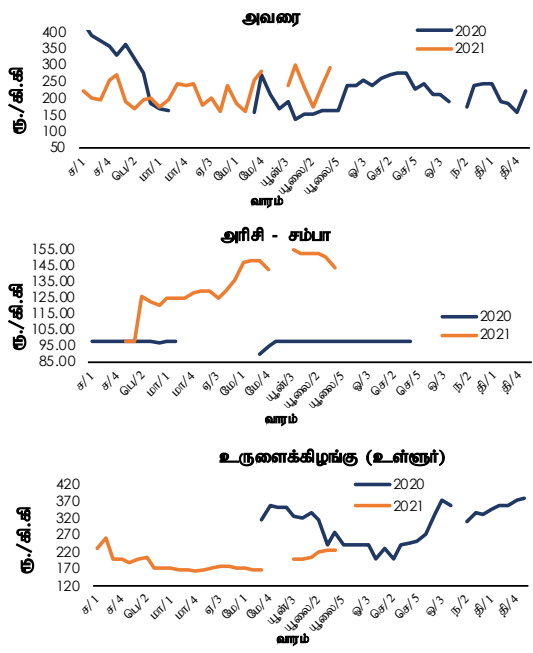 அவரை
ரூ./கி.கி
400
350
300
250
200
150
100
50
2020
2021
ச/1
ச/4
பெ/2
மா/1
மா/4
ஏ/3
மே/1
மே/4
யூன்/3
யூலை/2
யூலை/5
ஓ/3
செ/2
செ/5
ஒ/3
ந/2
தி/1
தி/4
வாரம்
அரிசி - சம்பா
ரூ./கி.கி
155.00
145.00
135.00
125.00
115.00
105.00
95.00
85.00
2020
2021
ச/1
ச/4
பெ/2
மா/1
மா/4
ஏ/3
மே/1
மே/4
யூன்/3
யூலை/2
யூலை/5
ஓ/3
செ/2
செ/5
ஒ/3
ந/2
தி/1
தி/4
வாரம்
உருளைக்கிழங்கு (உள்ளூர்)
ரூ./கி.கி
420
370
320
270
220
170
120
2020
2021
ச/1
ச/4
பெ/2
மா/1
மா/4
ஏ/3
மே/1
மே/4
யூன்/3
யூலை/2
யூலை/5
ஓ/3
செ/2
செ/5
ஒ/3
ந/2
தி/1
தி/4
வாரம்